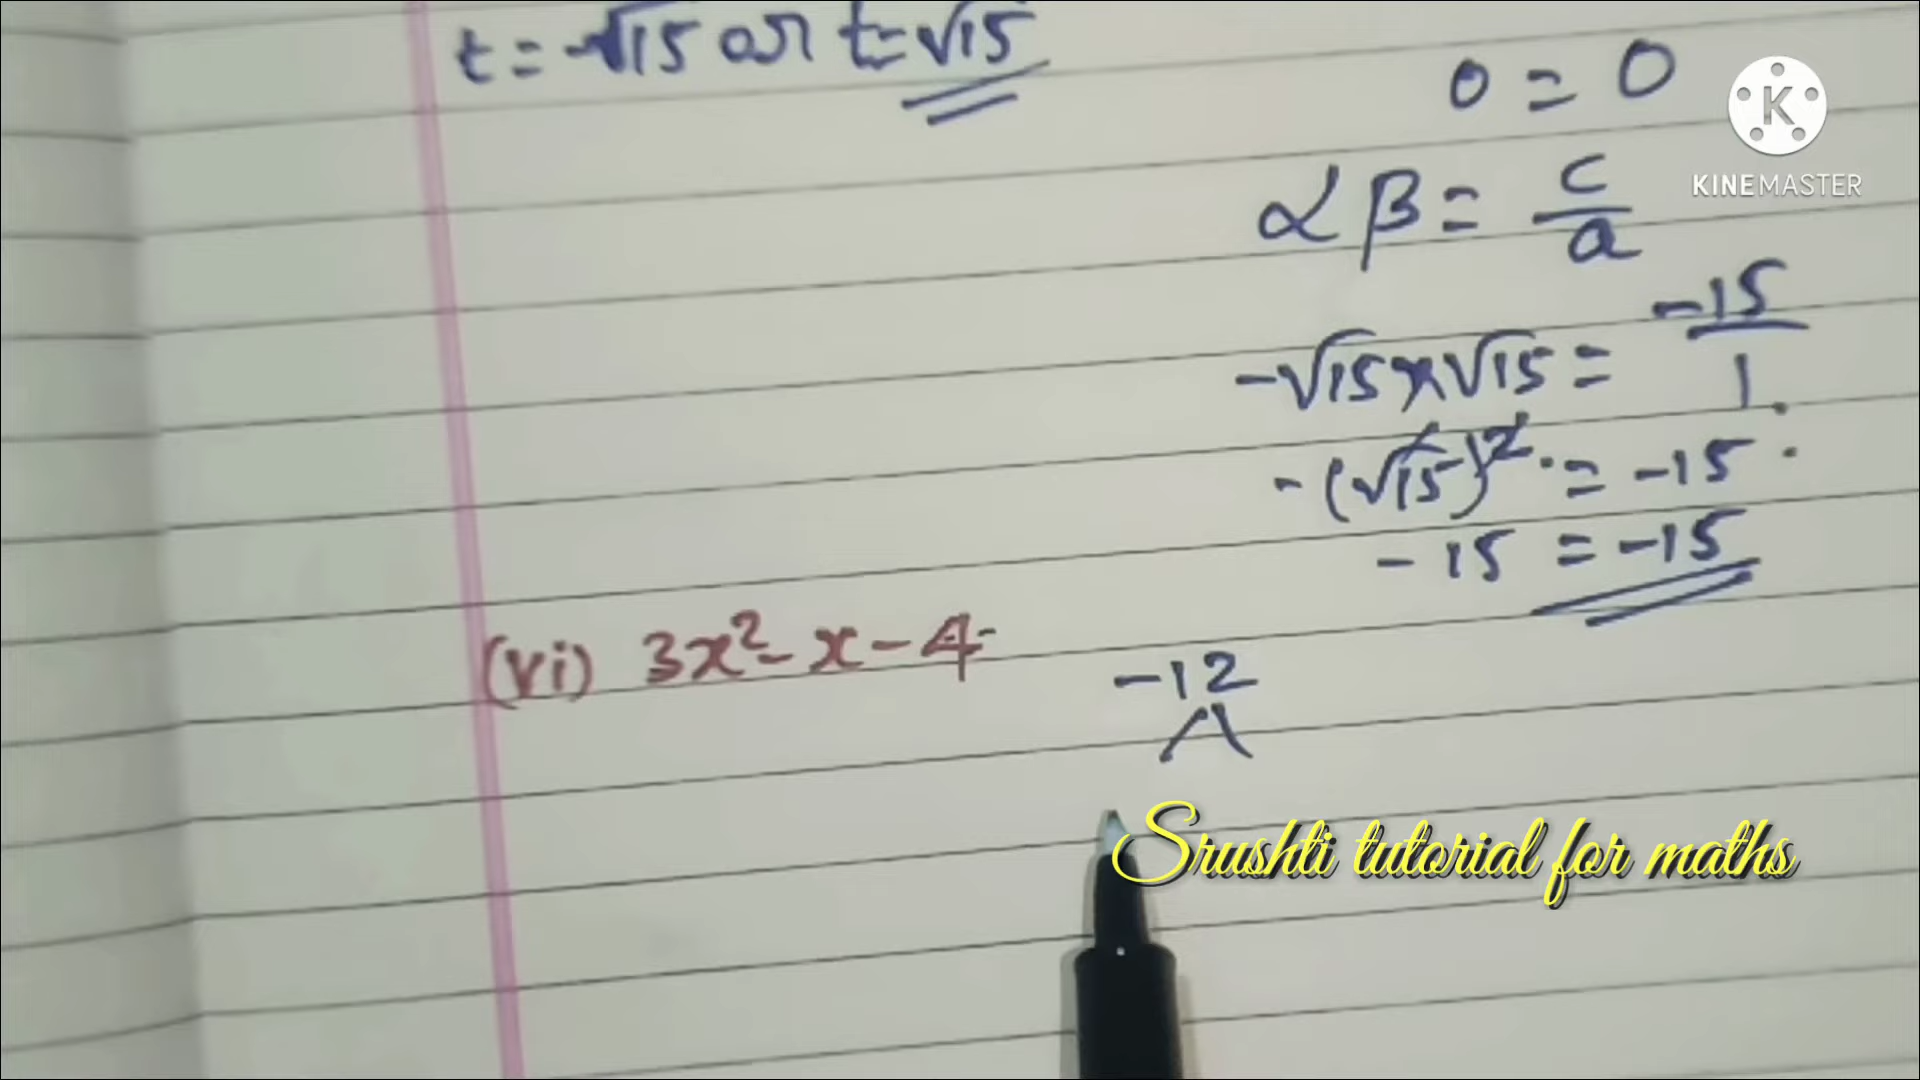 t = -√15 or t = √15
0 = 0
αβ = c/a
-√15 x √15 = -15/1
-(√15)² = -15
-15 = -15
(vi) 3x² - x - 4
-12
KINEMASTER
Srushti tutorial for maths